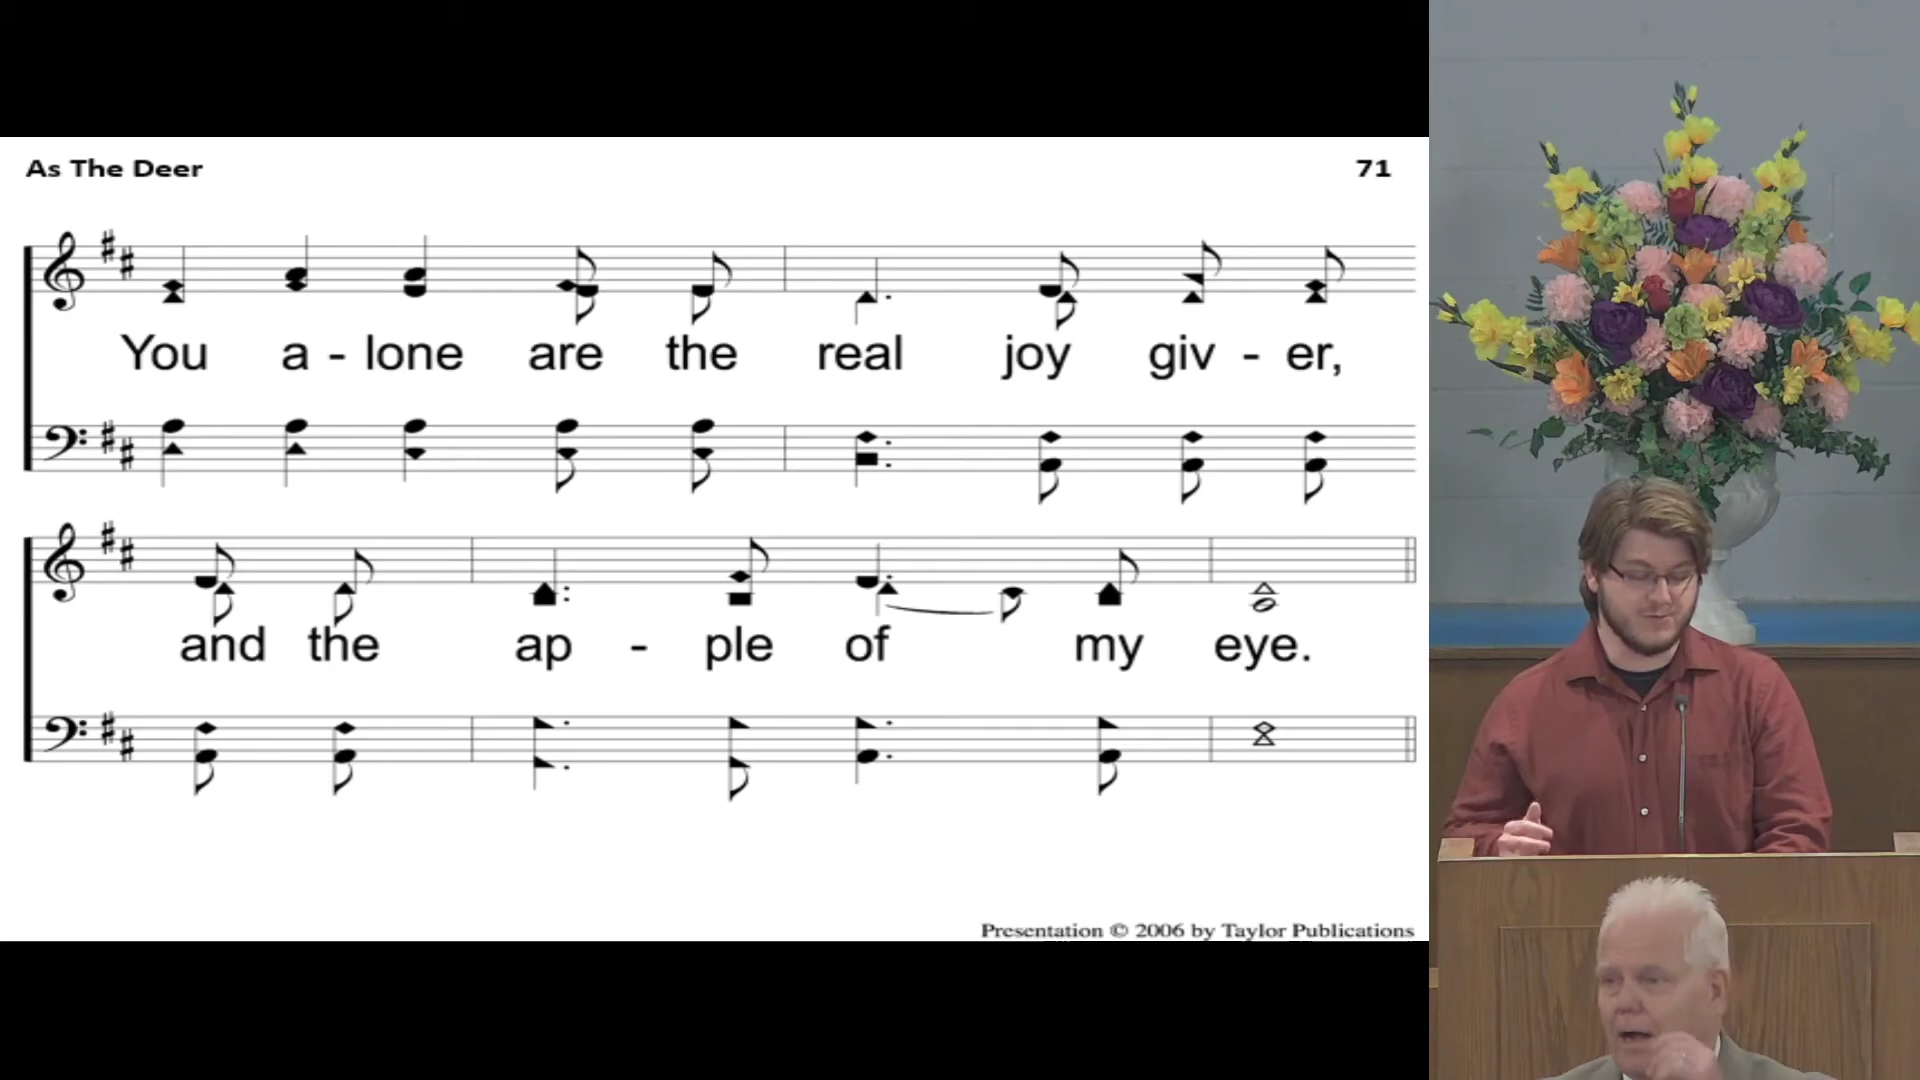 As The Deer 71
You a - lone are the real joy giv - er,
and the ap - ple of my eye.
Presentation © 2006 by Taylor Publications